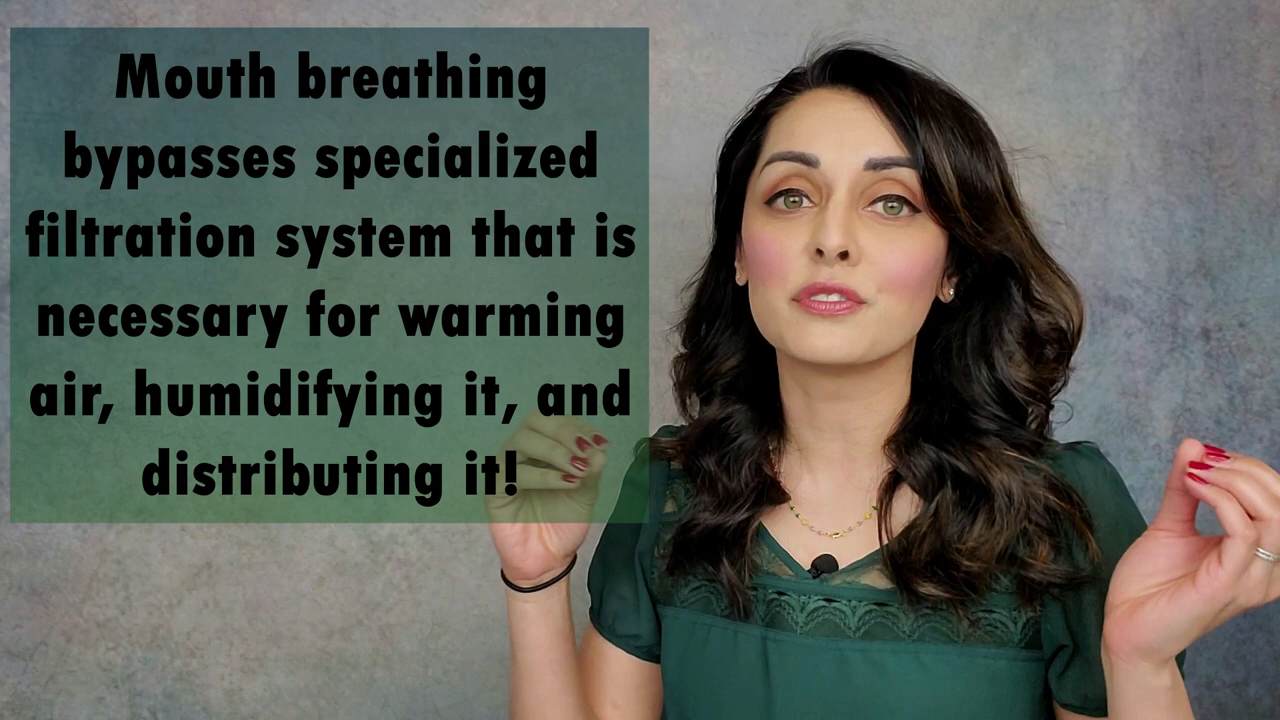 Mouth breathing
bypasses specialized
filtration system that is
necessary for warming
air, humidifying it, and
distributing it!